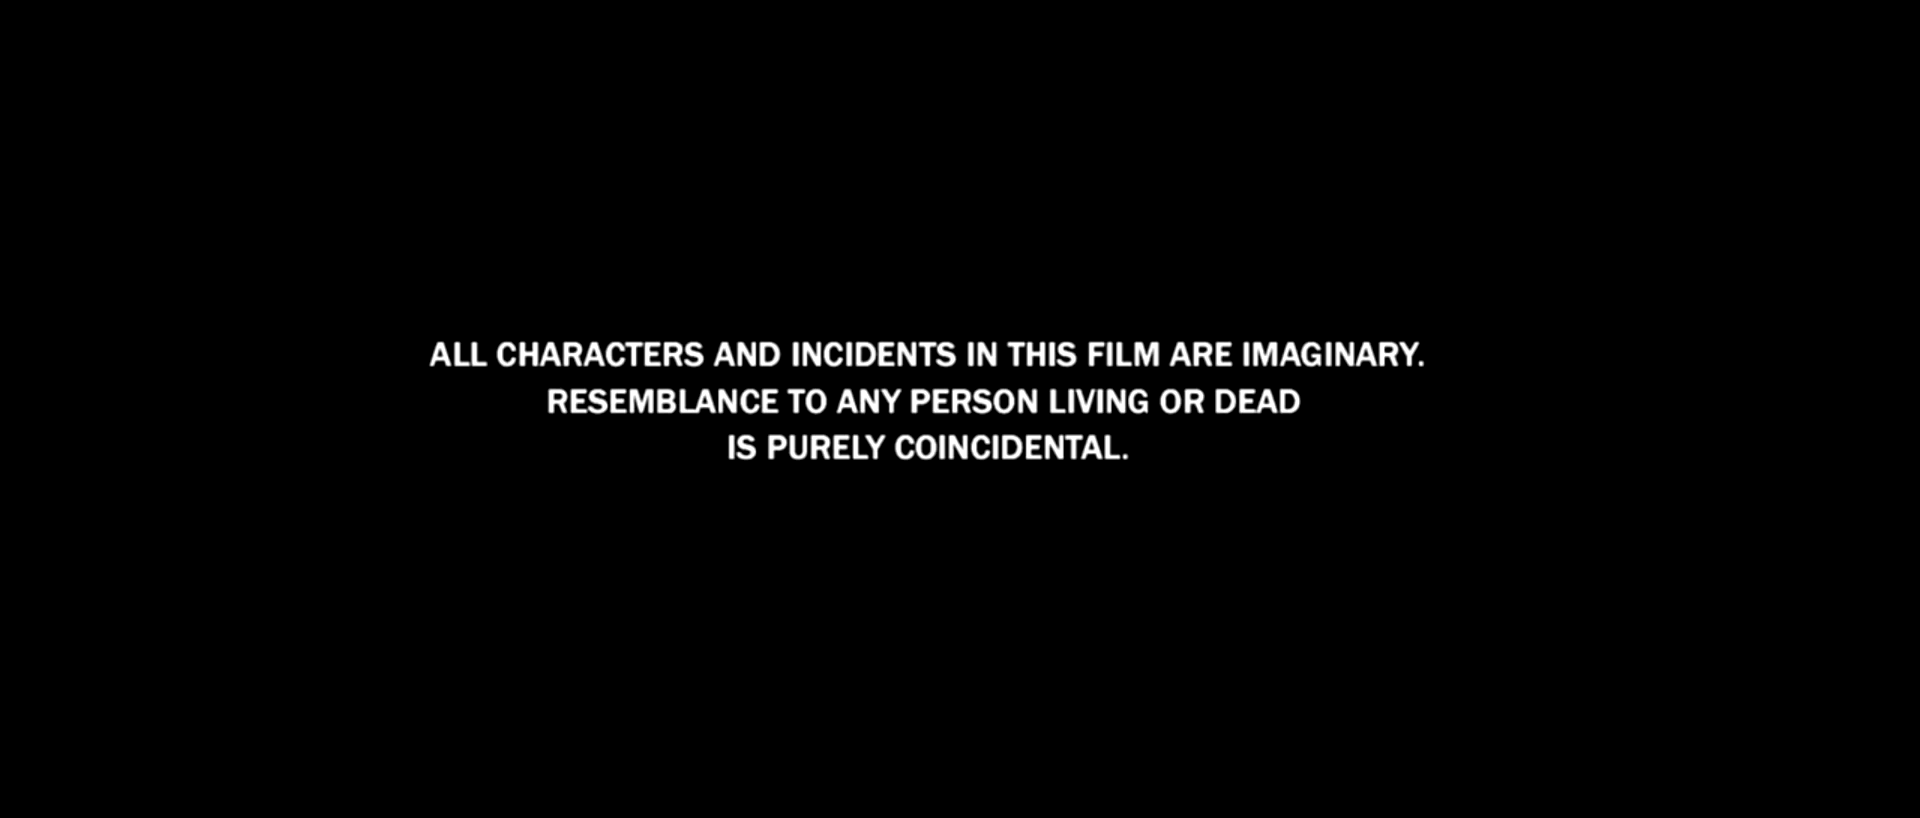 ALL CHARACTERS AND INCIDENTS IN THIS FILM ARE IMAGINARY.
RESEMBLANCE TO ANY PERSON LIVING OR DEAD
IS PURELY COINCIDENTAL.